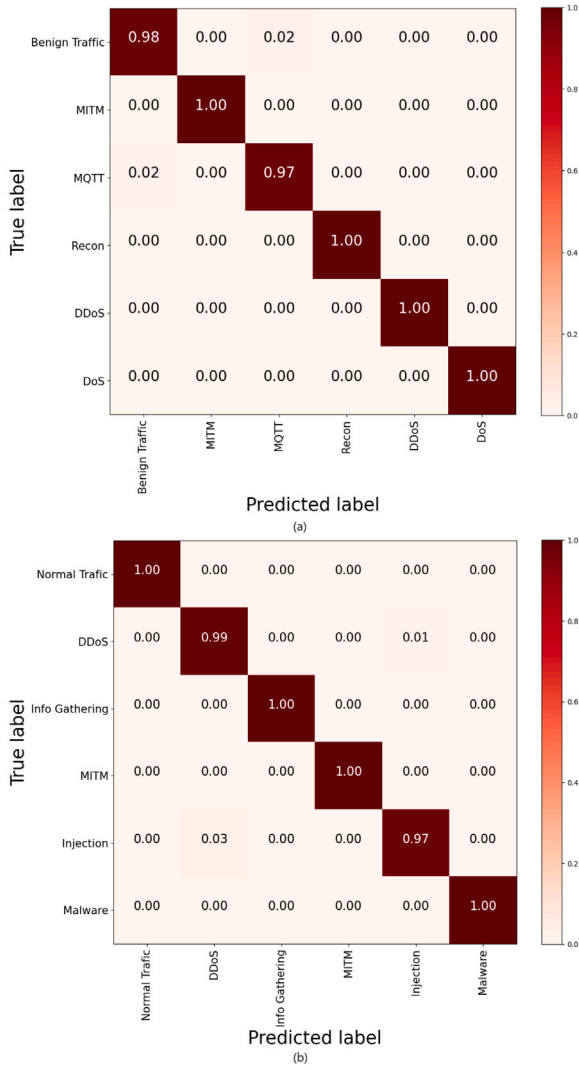 Benign Traffic 0.98 0.00 0.02 0.00 0.00 0.00
MITM 0.00 1.00 0.00 0.00 0.00 0.00
MQTT 0.02 0.00 0.97 0.00 0.00 0.00
Recon 0.00 0.00 0.00 1.00 0.00 0.00
DDoS 0.00 0.00 0.00 0.00 1.00 0.00
DoS 0.00 0.00 0.00 0.00 0.00 1.00
True label
Benign Traffic MITM MQTT Recon DDoS DoS
Predicted label
1.0
0.8
0.6
0.4
0.2
0.0
(a)
Normal Trafic 1.00 0.00 0.00 0.00 0.00 0.00
DDoS 0.00 0.99 0.00 0.00 0.01 0.00
Info Gathering 0.00 0.00 1.00 0.00 0.00 0.00
MITM 0.00 0.00 0.00 1.00 0.00 0.00
Injection 0.00 0.03 0.00 0.00 0.97 0.00
Malware 0.00 0.00 0.00 0.00 0.00 1.00
True label
Normal Trafic DDoS Info Gathering MITM Injection Malware
Predicted label
1.0
0.8
0.6
0.4
0.2
0.0
(b)